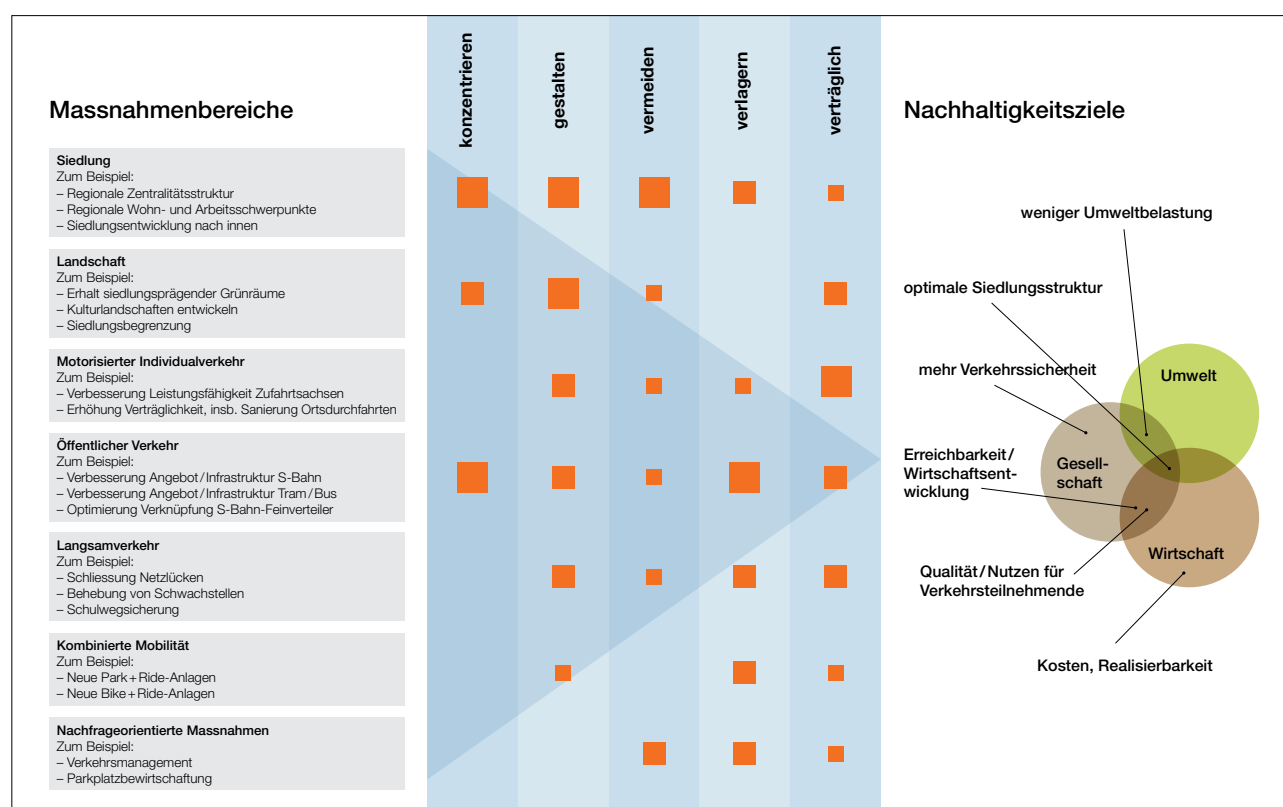 Massnahmenbereiche
konzentrieren
gestalten
vermeiden
verlagern
verträglich
Nachhaltigkeitsziele
Siedlung
Zum Beispiel:
– Regionale Zentralitätsstruktur
– Regionale Wohn- und Arbeitsschwerpunkte
– Siedlungsentwicklung nach innen
Landschaft
Zum Beispiel:
– Erhalt siedlungsprägender Grünräume
– Kulturlandschaften entwickeln
– Siedlungsbegrenzung
Motorisierter Individualverkehr
Zum Beispiel:
– Verbesserung Leistungsfähigkeit Zufahrtsachsen
– Erhöhung Verträglichkeit, insb. Sanierung Ortsdurchfahrten
Öffentlicher Verkehr
Zum Beispiel:
– Verbesserung Angebot/Infrastruktur S-Bahn
– Verbesserung Angebot/Infrastruktur Tram/Bus
– Optimierung Verknüpfung S-Bahn-Feinverteiler
Langsamverkehr
Zum Beispiel:
– Schliessung Netzlücken
– Behebung von Schwachstellen
– Schulwegsicherung
Kombinierte Mobilität
Zum Beispiel:
– Neue Park+Ride-Anlagen
– Neue Bike+Ride-Anlagen
Nachfrageorientierte Massnahmen
Zum Beispiel:
– Verkehrsmanagement
– Parkplatzbewirtschaftung
weniger Umweltbelastung
optimale Siedlungsstruktur
mehr Verkehrssicherheit
Umwelt
Erreichbarkeit/
Wirtschaftsent-
wicklung
Gesell-
schaft
Wirtschaft
Qualität/Nutzen für
Verkehrsteilnehmende
Kosten, Realisierbarkeit